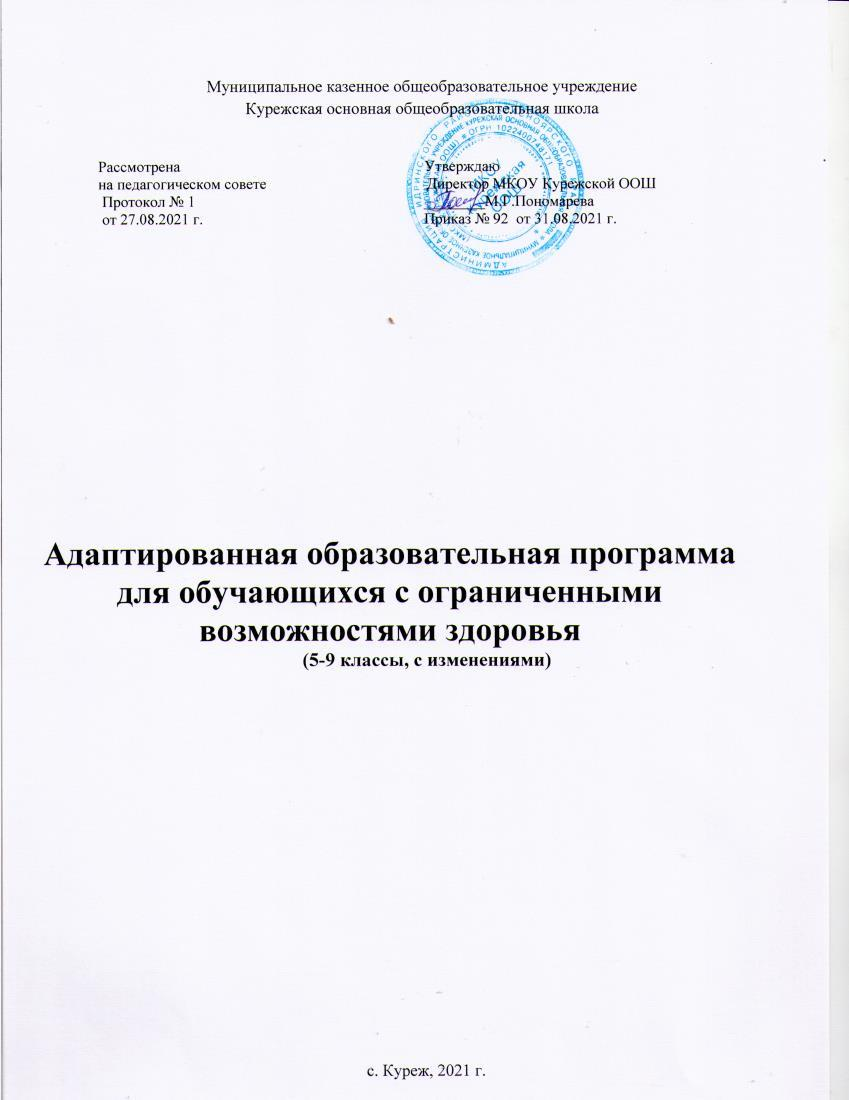 Муниципальное казенное общеобразовательное учреждение
Курежская основная общеобразовательная школа
Рассмотрена
на педагогическом совете
Протокол № 1
от 27.08.2021 г.
Утверждаю
Директор МКОУ Курежской ООШ
М.Г.Пономарева
Приказ № 92 от 31.08.2021 г.
Адаптированная образовательная программа
для обучающихся с ограниченными
возможностями здоровья
(5-9 классы, с изменениями)
с. Куреж, 2021 г.